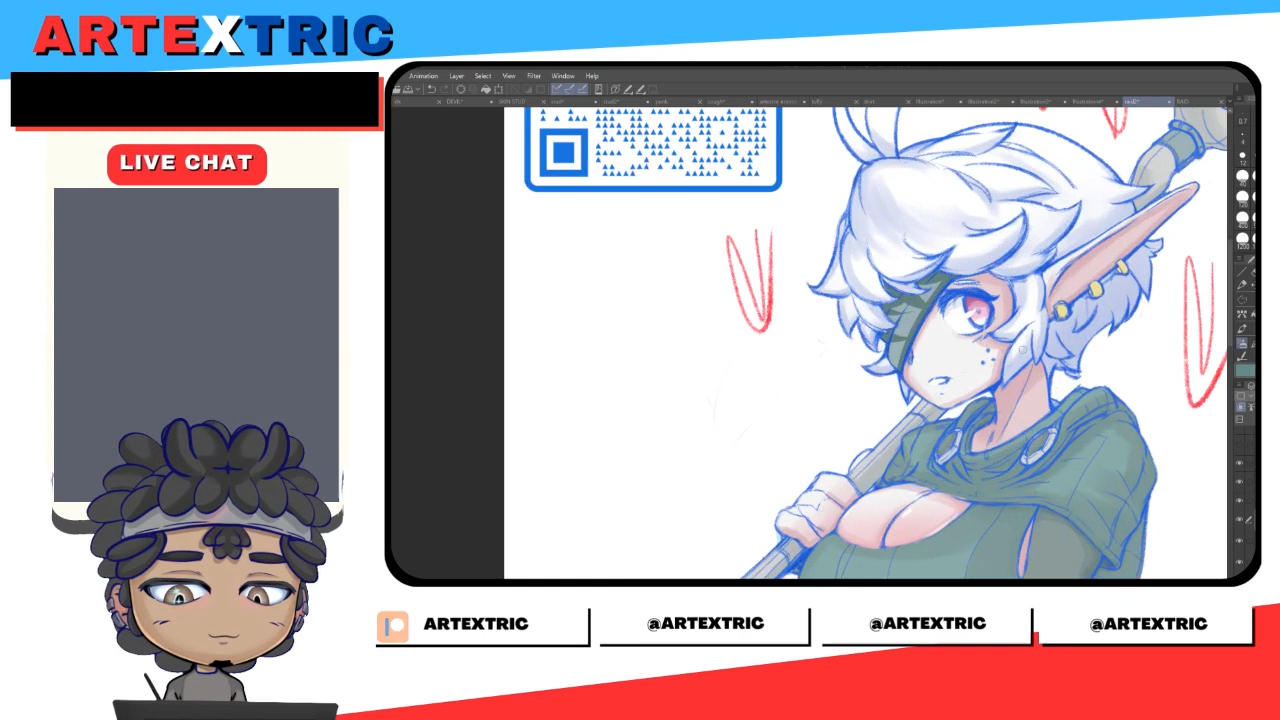 ARTEXTRIC
LIVE CHAT
Animation Layer Select View Filter Window Help
ARTEXTRIC
@ARTEXTRIC
@ARTEXTRIC
@ARTEXTRIC